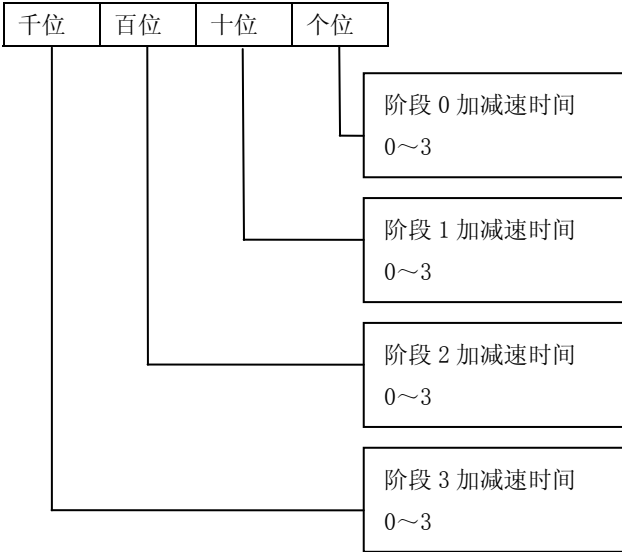 千位 百位 十位 个位
阶段 0 加减速时间
0～3
阶段 1 加减速时间
0～3
阶段 2 加减速时间
0～3
阶段 3 加减速时间
0～3